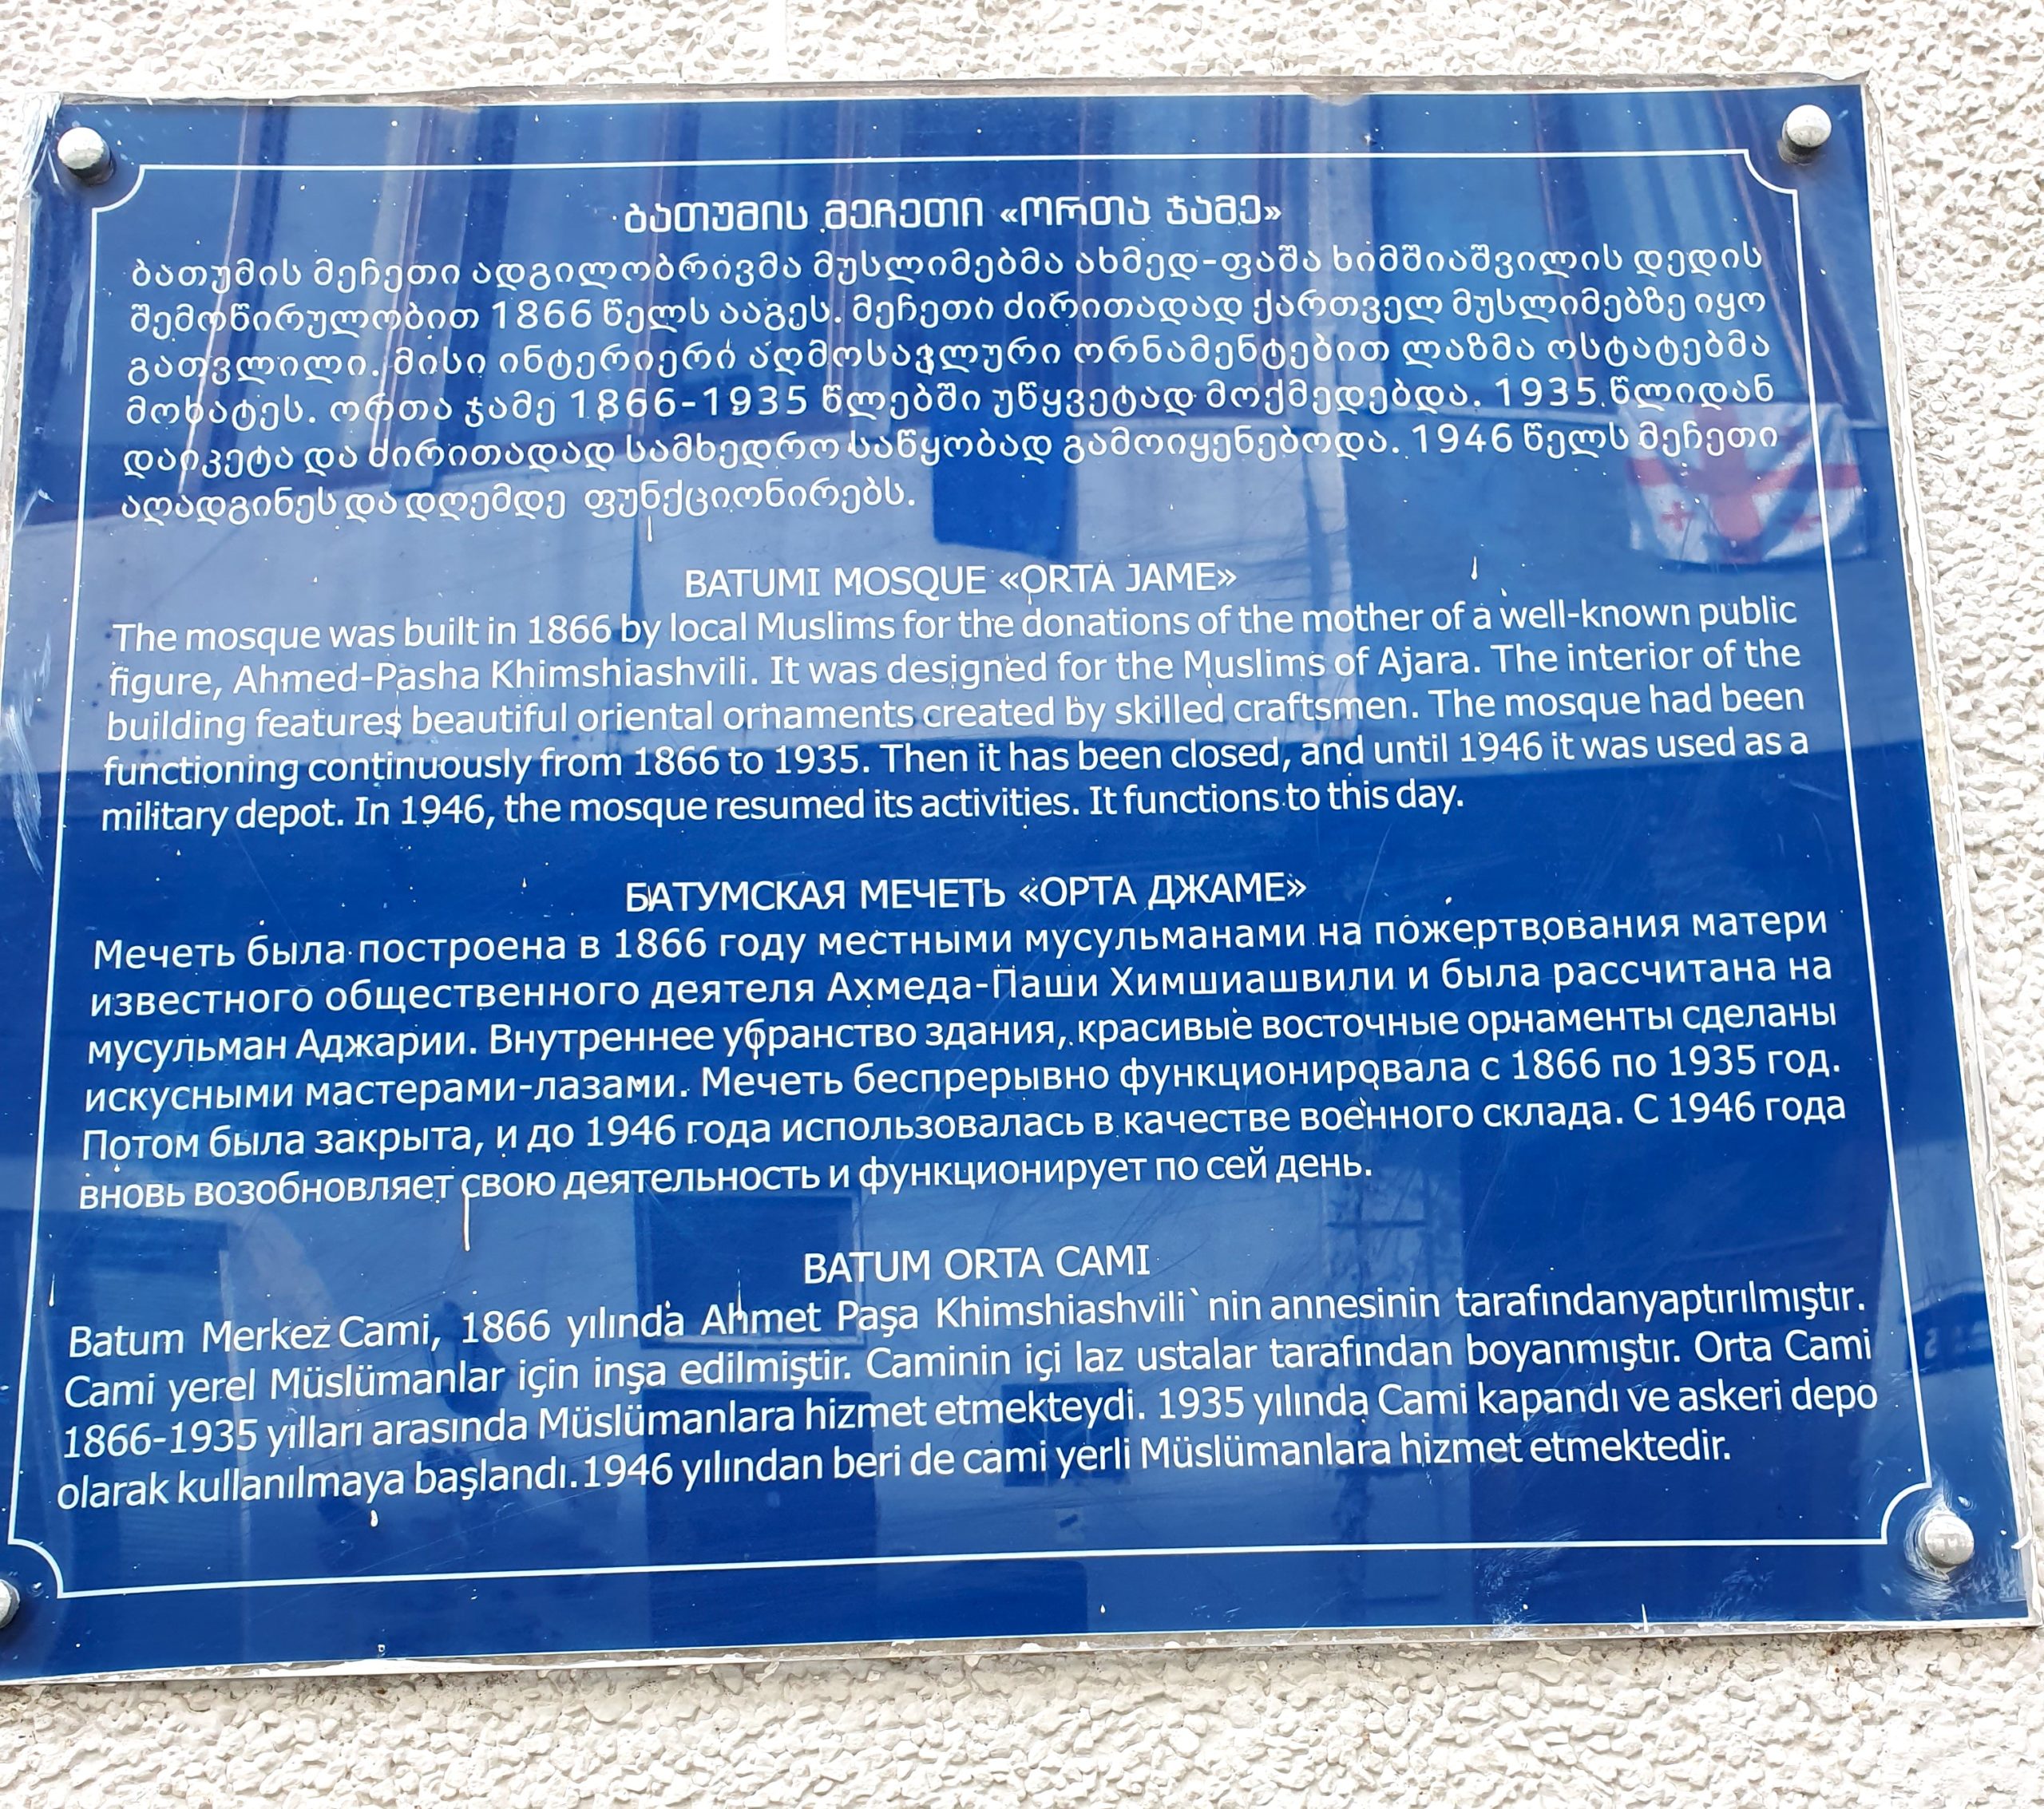 ბათუმის მეჩეთი «ორთა ჯამე»
ბათუმის მეჩეთი ადგილობრივმა მუსლიმებმა ახმედ-ფაშა ხიმშიაშვილის დედის
შემოწირულობით 1866 წელს ააგეს. მეჩეთი ძირითადად ქართველ მუსლიმებზე იყო
გათვლილი. მისი ინტერიერი აღმოსავლური ორნამენტებით ლაზმა ოსტატებმა
მოხატეს. ორთა ჯამე 1866-1935 წლებში უწყვეტად მოქმედებდა. 1935 წლიდან
დაიკეტა და ძირითადად სამხედრო საწყობად გამოიყენებოდა. 1946 წელს მეჩეთი
აღადგინეს და დღემდე ფუნქციონირებს.
BATUMI MOSQUE «ORTA JAME»
The mosque was built in 1866 by local Muslims for the donations of the mother of a well-known public
figure, Ahmed-Pasha Khimshiashvili. It was designed for the Muslims of Ajara. The interior of the
building features beautiful oriental ornaments created by skilled craftsmen. The mosque had been
functioning continuously from 1866 to 1935. Then it has been closed, and until 1946 it was used as a
military depot. In 1946, the mosque resumed its activities. It functions to this day.
БАТУМСКАЯ МЕЧЕТЬ «ОРТА ДЖАМЕ»
Мечеть была построена в 1866 году местными мусульманами на пожертвования матери
известного общественного деятеля Ахмеда-Паши Химшиашвили и была рассчитана на
мусульман Аджарии. Внутреннее убранство здания, красивые восточные орнаменты сделаны
искусными мастерами-лазами. Мечеть беспрерывно функционировала с 1866 по 1935 год.
Потом была закрыта, и до 1946 года использовалась в качестве военного склада. С 1946 года
вновь возобновляет свою деятельность и функционирует по сей день.
BATUM ORTA CAMI
Batum Merkez Cami, 1866 yılında Ahmet Paşa Khimshiashvili`nin annesinin tarafındanyaptırılmıştır.
Cami yerel Müslümanlar için inşa edilmiştir. Caminin içi laz ustalar tarafından boyanmıştır. Orta Cami
1866-1935 yılları arasında Müslümanlara hizmet etmekteydi. 1935 yılında Cami kapandı ve askeri depo
olarak kullanılmaya başlandı.1946 yılından beri de cami yerli Müslümanlara hizmet etmektedir.